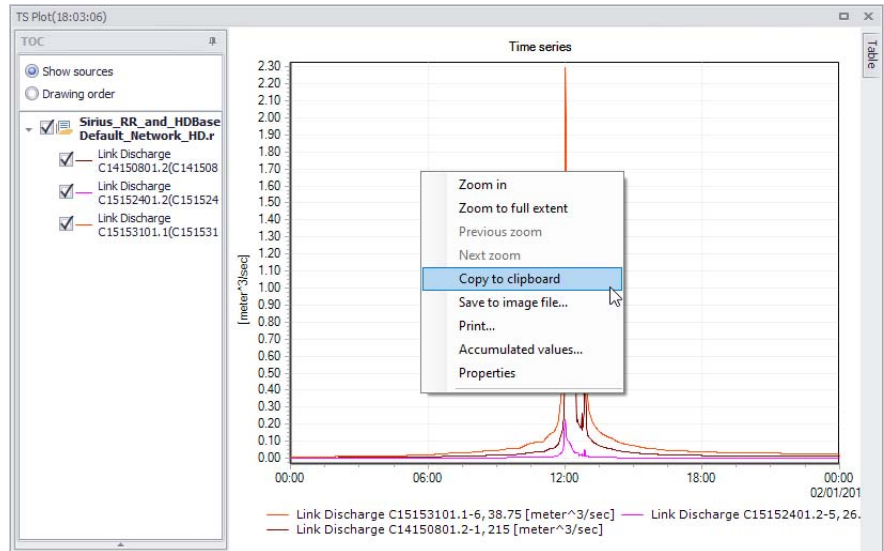 TS Plot(18:03:06)
TOC
Show sources
Drawing order
Sirius_RR_and_HDBase
Default_Network_HD.r
Link Discharge
C14150801.2(C141508
Link Discharge
C15152401.2(C151524
Link Discharge
C15153101.1(C151531
Table
Time series
2.30
2.20
2.10
2.00
1.90
1.80
1.70
1.60
1.50
1.40
1.30
1.20
1.10
1.00
0.90
0.80
0.70
0.60
0.50
0.40
0.30
0.20
0.10
0.00
[meter^3/sec]
Zoom in
Zoom to full extent
Previous zoom
Next zoom
Copy to clipboard
Save to image file...
Print...
Accumulated values...
Properties
00:00 06:00 12:00 18:00 00:00
02/01/201
Link Discharge C15153101.1-6, 38.75 [meter^3/sec] Link Discharge C15152401.2-5, 26.
Link Discharge C14150801.2-1, 215 [meter^3/sec]